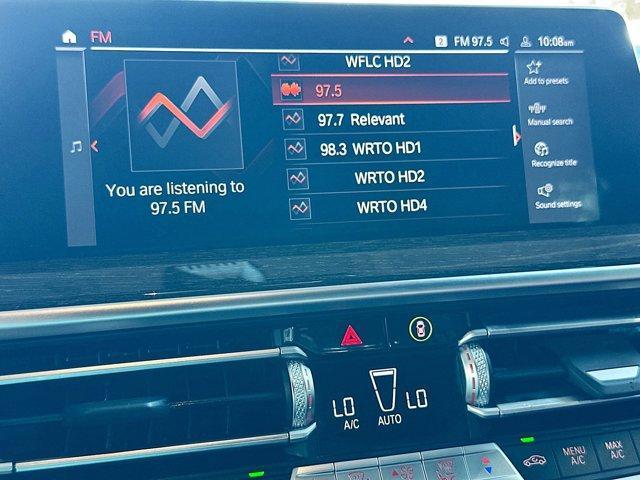 FM
2 FM 97.5 10:08am
WFLC HD2
97.5
97.7 Relevant
98.3 WRTO HD1
WRTO HD2
WRTO HD4
You are listening to
97.5 FM
Add to presets
Manual search
Recognize title
Sound settings
LO
A/C
AUTO
LO
MENU
A/C
MAX
A/C